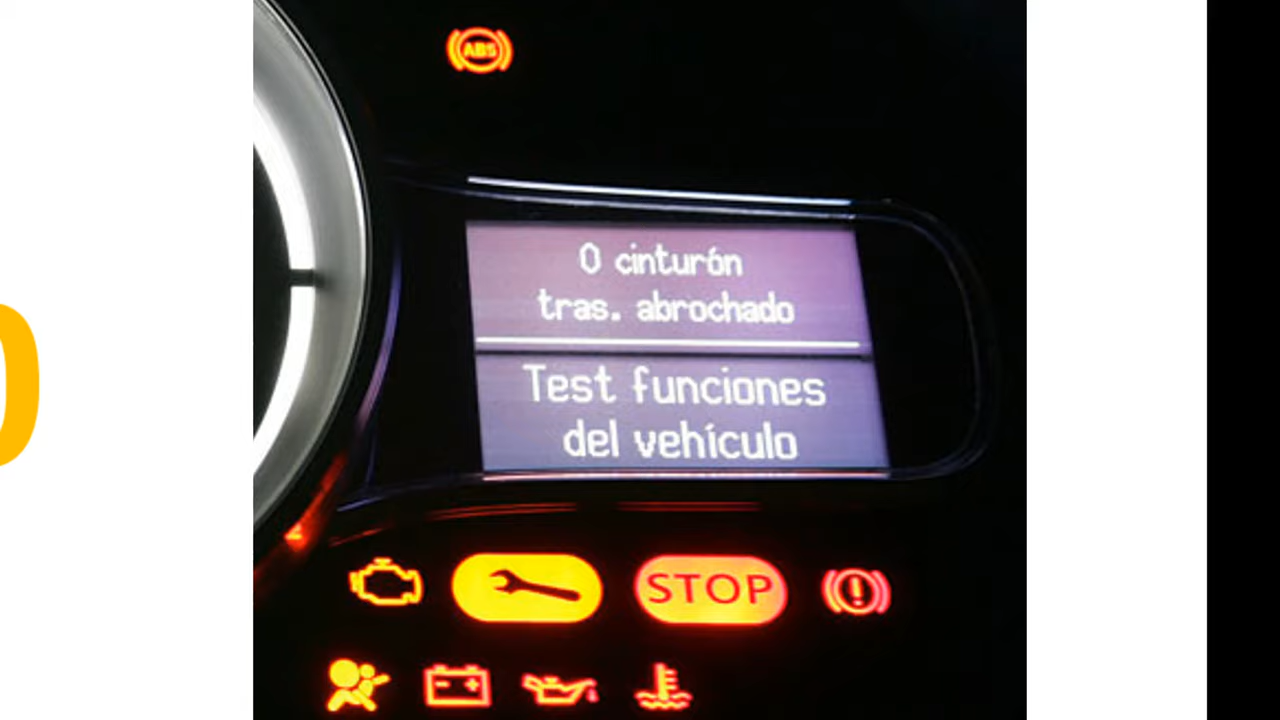 ABS
0 cinturón
tras. abrochado
Test funciones
del vehículo
STOP